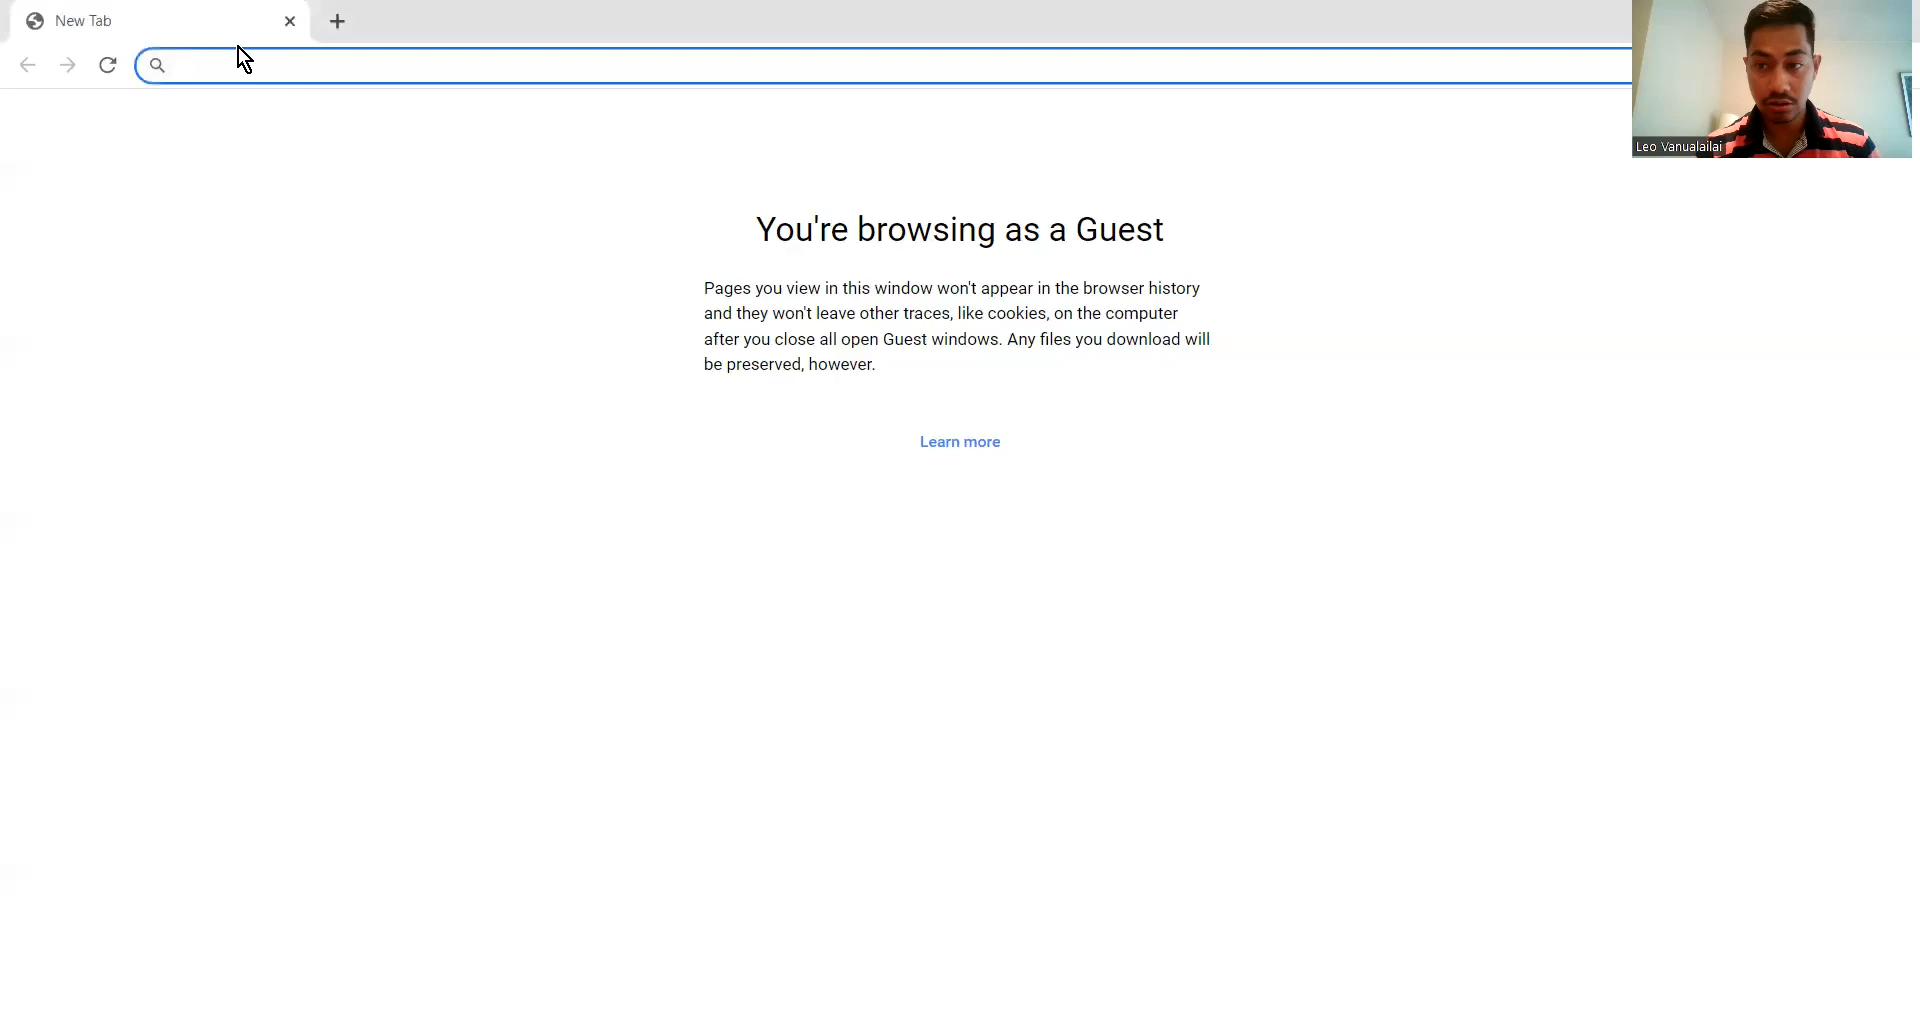 New Tab
Leo Vanualailai
You're browsing as a Guest
Pages you view in this window won't appear in the browser history
and they won't leave other traces, like cookies, on the computer
after you close all open Guest windows. Any files you download will
be preserved, however.
Learn more